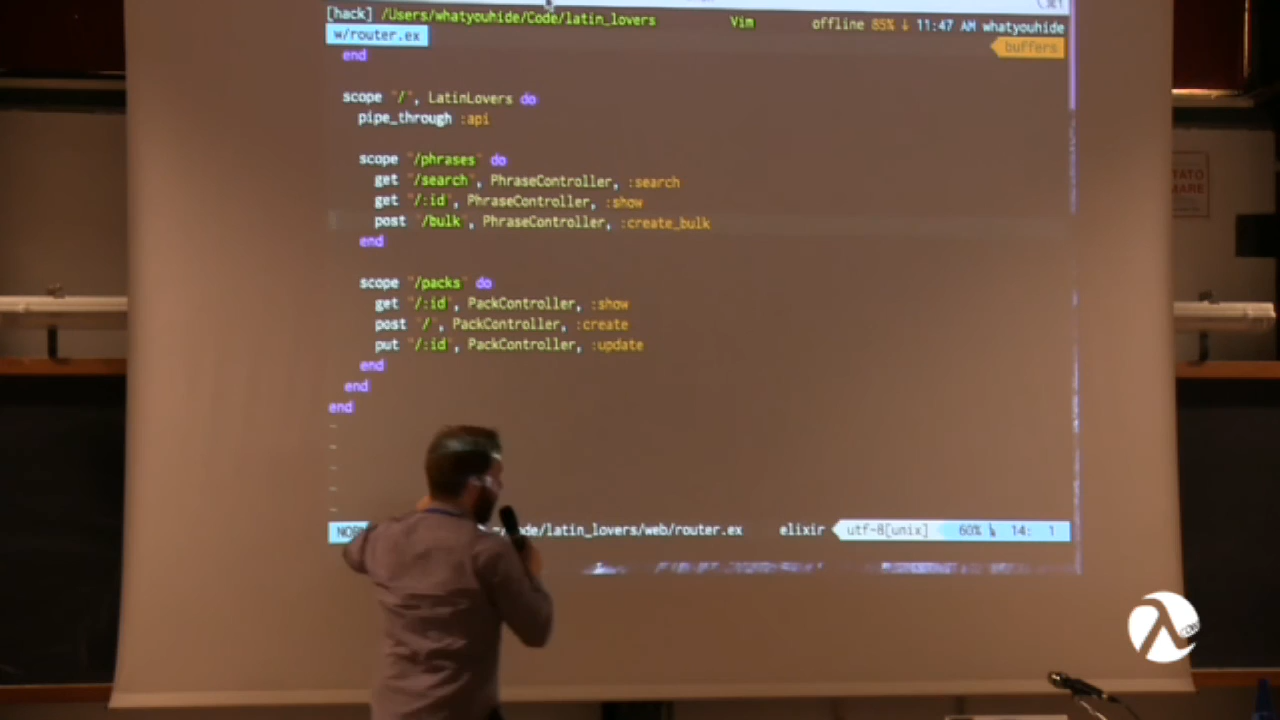 [hack] /Users/whatyouhide/Code/latin_lovers Vim offline 85% ↓ 11:47 AM whatyouhide
w/router.ex buffers
end
scope "/", LatinLovers do
pipe_through :api
scope "/phrases" do
get "/search", PhraseController, :search
get "/:id", PhraseController, :show
post "/bulk", PhraseController, :create_bulk
end
scope "/packs" do
get "/:id", PackController, :show
post "/", PackController, :create
put "/:id", PackController, :update
end
end
end
~
~
~
~
~
/latin_lovers/web/router.ex elixir utf-8[unix] 60% 14: 1
TATO
MARE
λ
CON